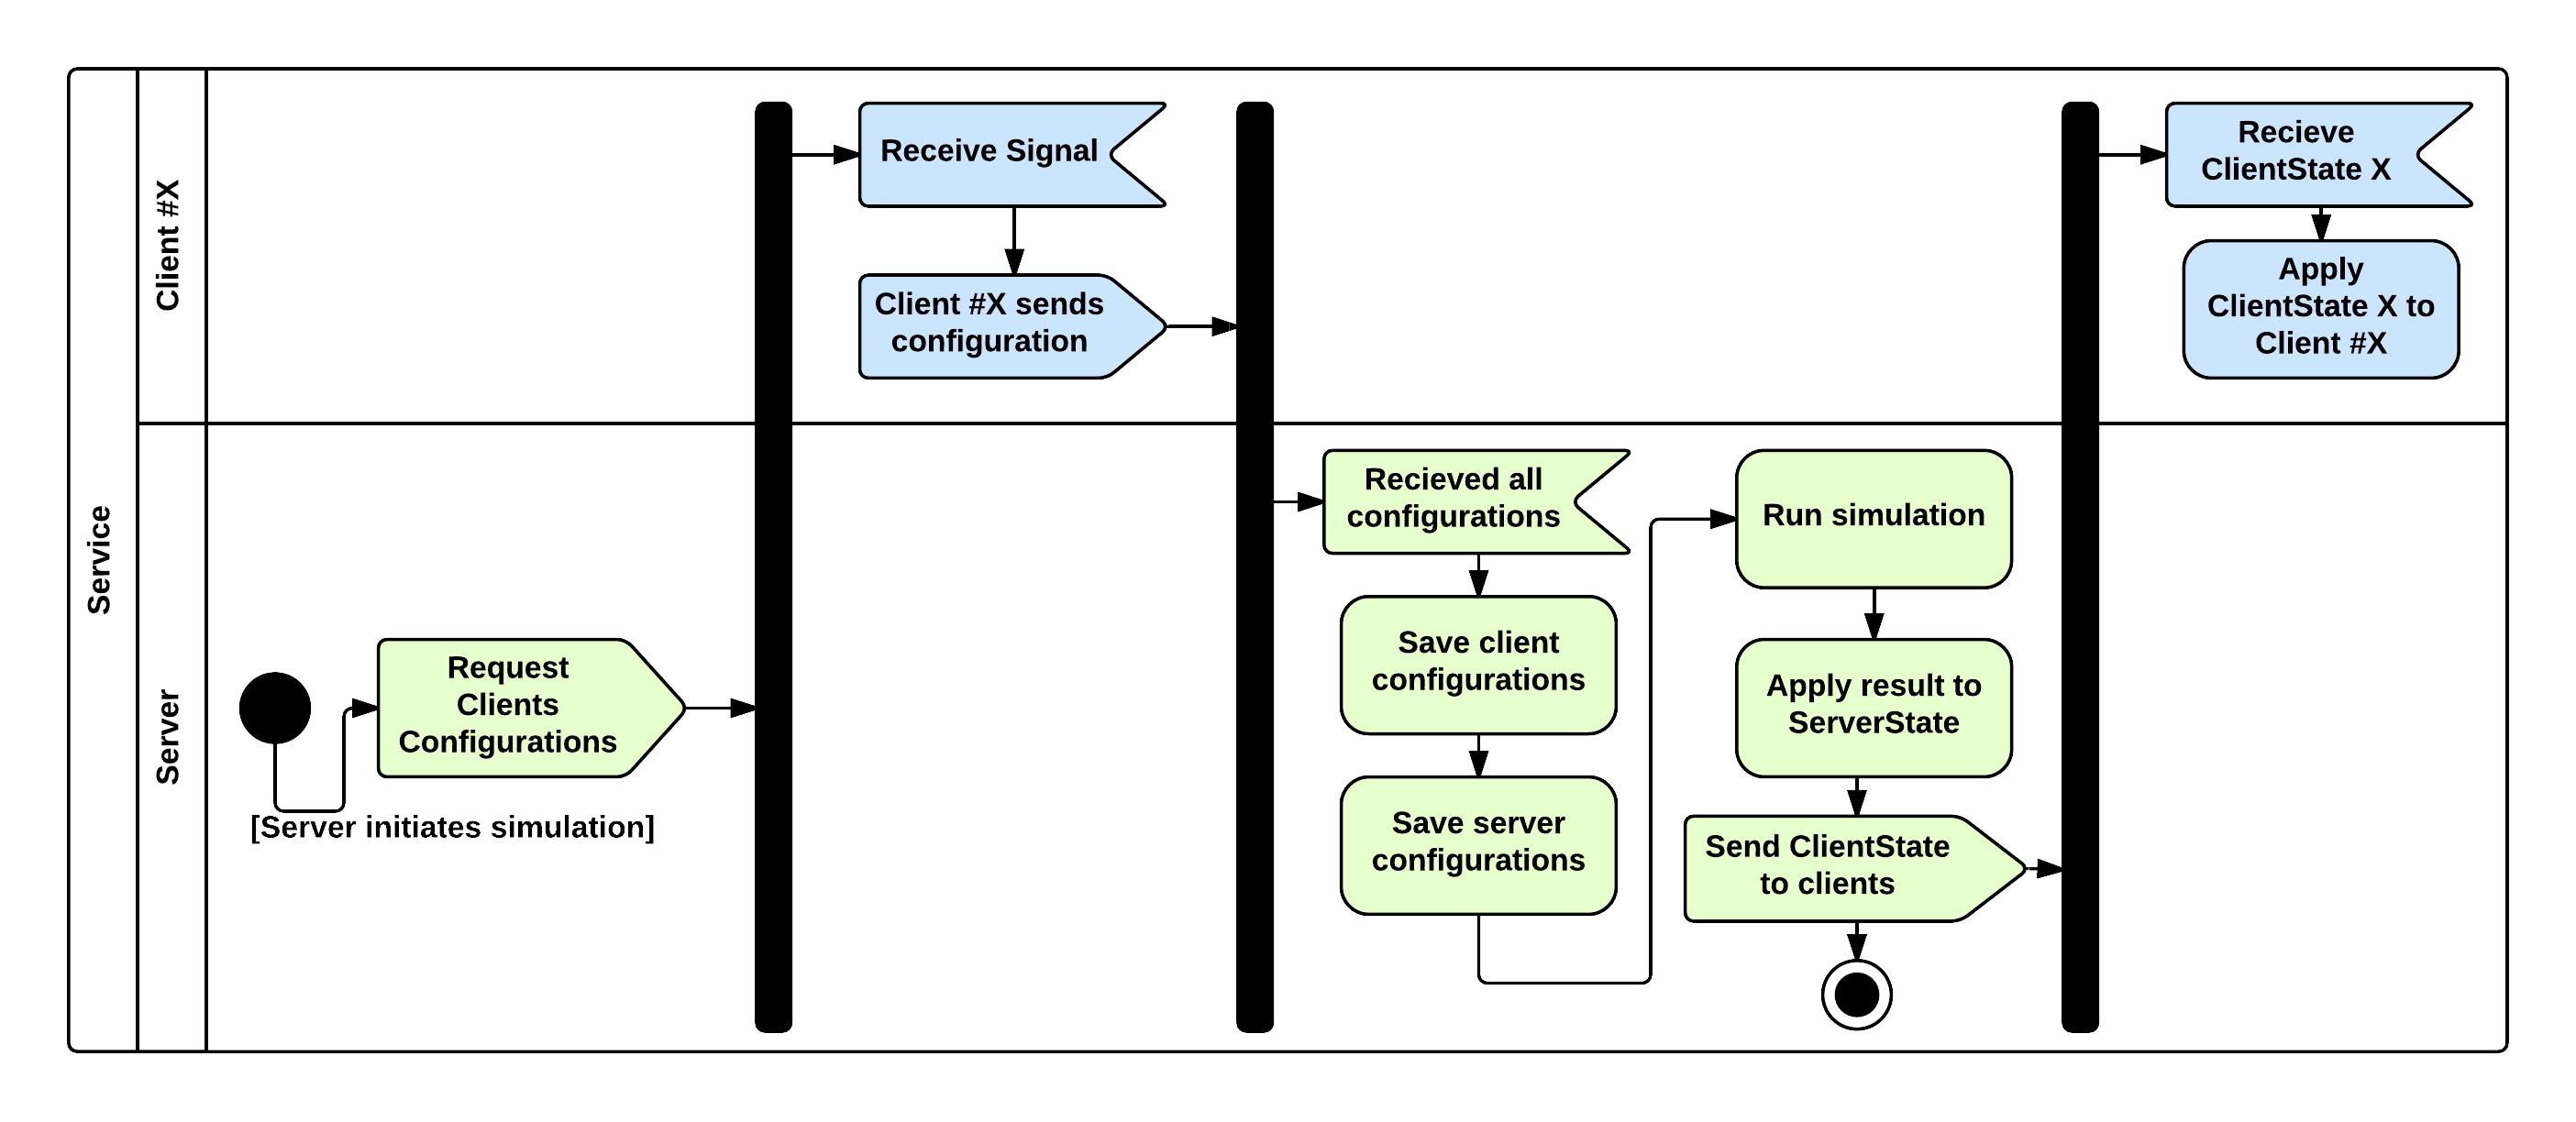 Service
Client #X
Server
Receive Signal
Client #X sends
configuration
Recieve
ClientState X
Apply
ClientState X to
Client #X
Request
Clients
Configurations
[Server initiates simulation]
Recieved all
configurations
Save client
configurations
Save server
configurations
Run simulation
Apply result to
ServerState
Send ClientState
to clients